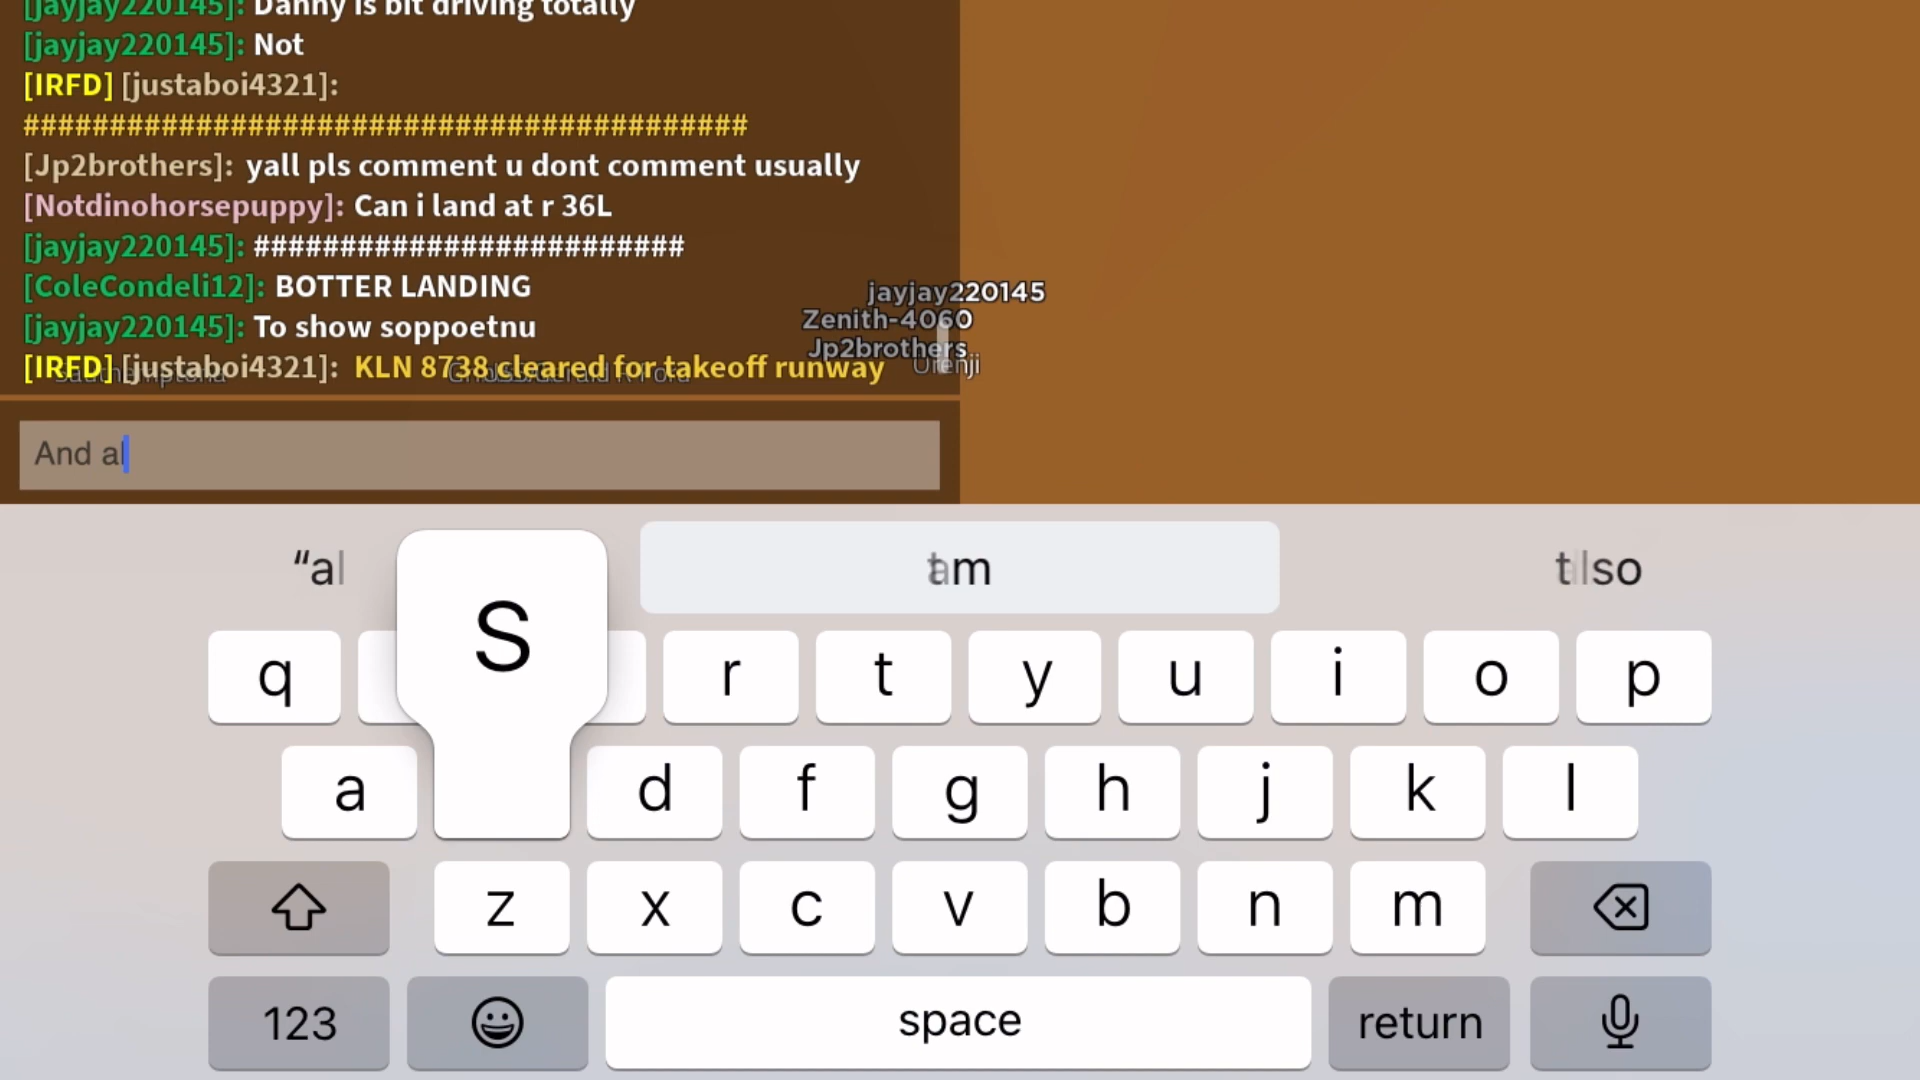 [jayjay220145]: Danny is bit driving totally
[jayjay220145]: Not
[IRFD] [justaboi4321]:
##########################################
[Jp2brothers]: yall pls comment u dont comment usually
[Notdinohorsepuppy]: Can i land at r 36L
[jayjay220145]: #########################
[ColeCondeli12]: BOTTER LANDING
[jayjay220145]: To show soppoetnu
[IRFD] [justaboi4321]: KLN 8738 cleared for takeoff runway
jayjay220145
Zenith-4060
Jp2brothers
And al
“al
S
q r t y u i o p
a d f g h j k l
z x c v b n m
123 space return